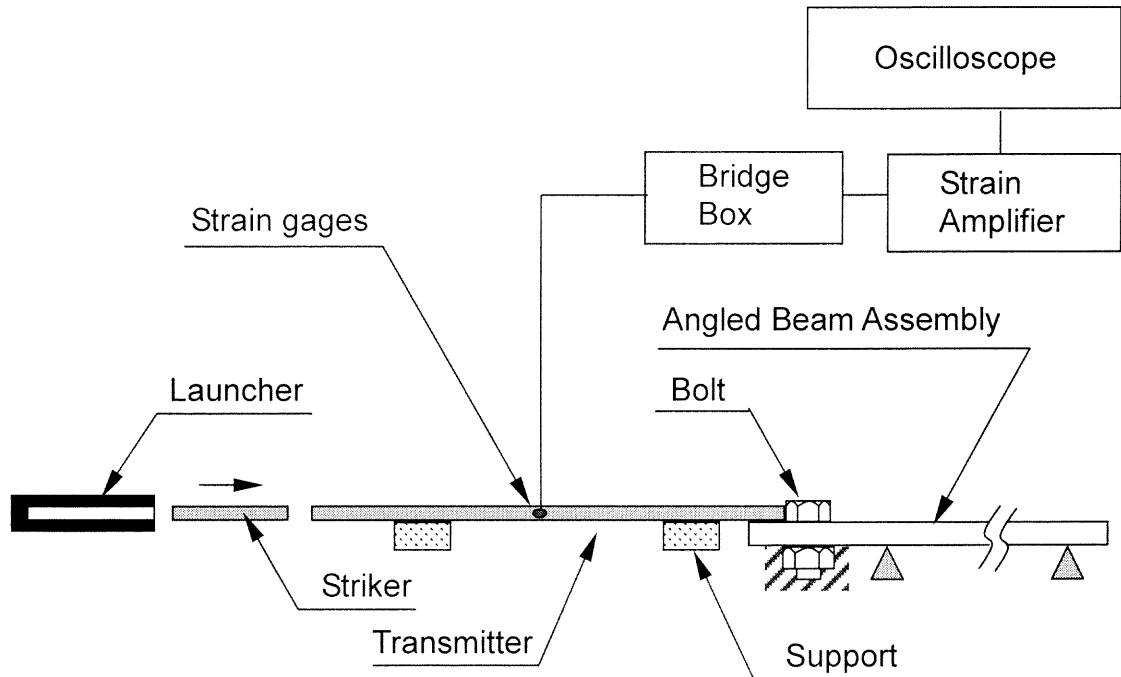 Oscilloscope
Bridge
Box
Strain
Amplifier
Strain gages
Angled Beam Assembly
Launcher
Bolt
Striker
Transmitter
Support